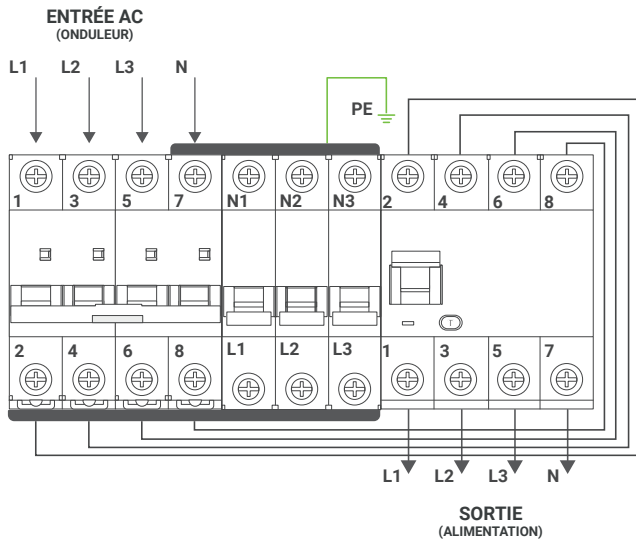 ENTRÉE AC
(ONDULEUR)
L1 L2 L3 N
PE
1 3 5 7 N1 N2 N3 2 4 6 8
T
2 4 6 8 L1 L2 L3 1 3 5 7
L1 L2 L3 N
SORTIE
(ALIMENTATION)